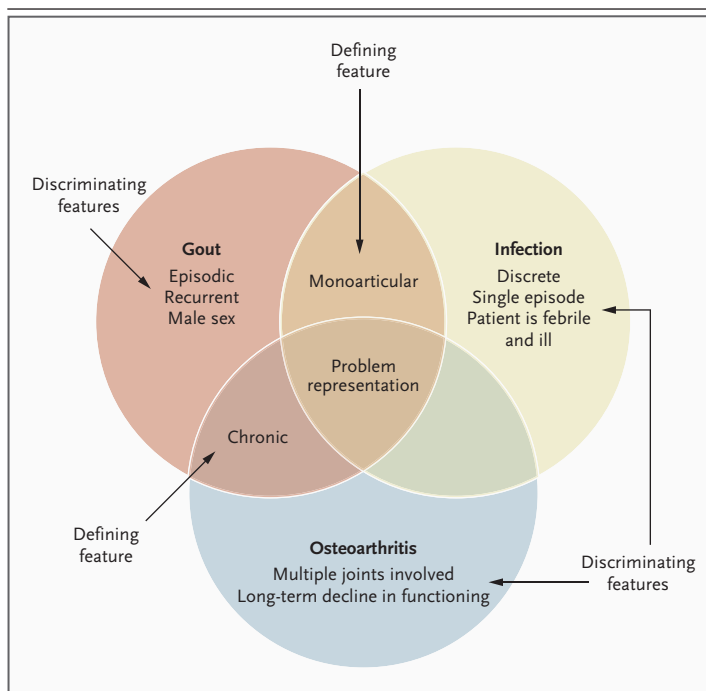 Defining
feature
Discriminating
features
Gout
Episodic
Recurrent
Male sex
Monoarticular
Infection
Discrete
Single episode
Patient is febrile
and ill
Problem
representation
Chronic
Defining
feature
Osteoarthritis
Multiple joints involved
Long-term decline in functioning
Discriminating
features